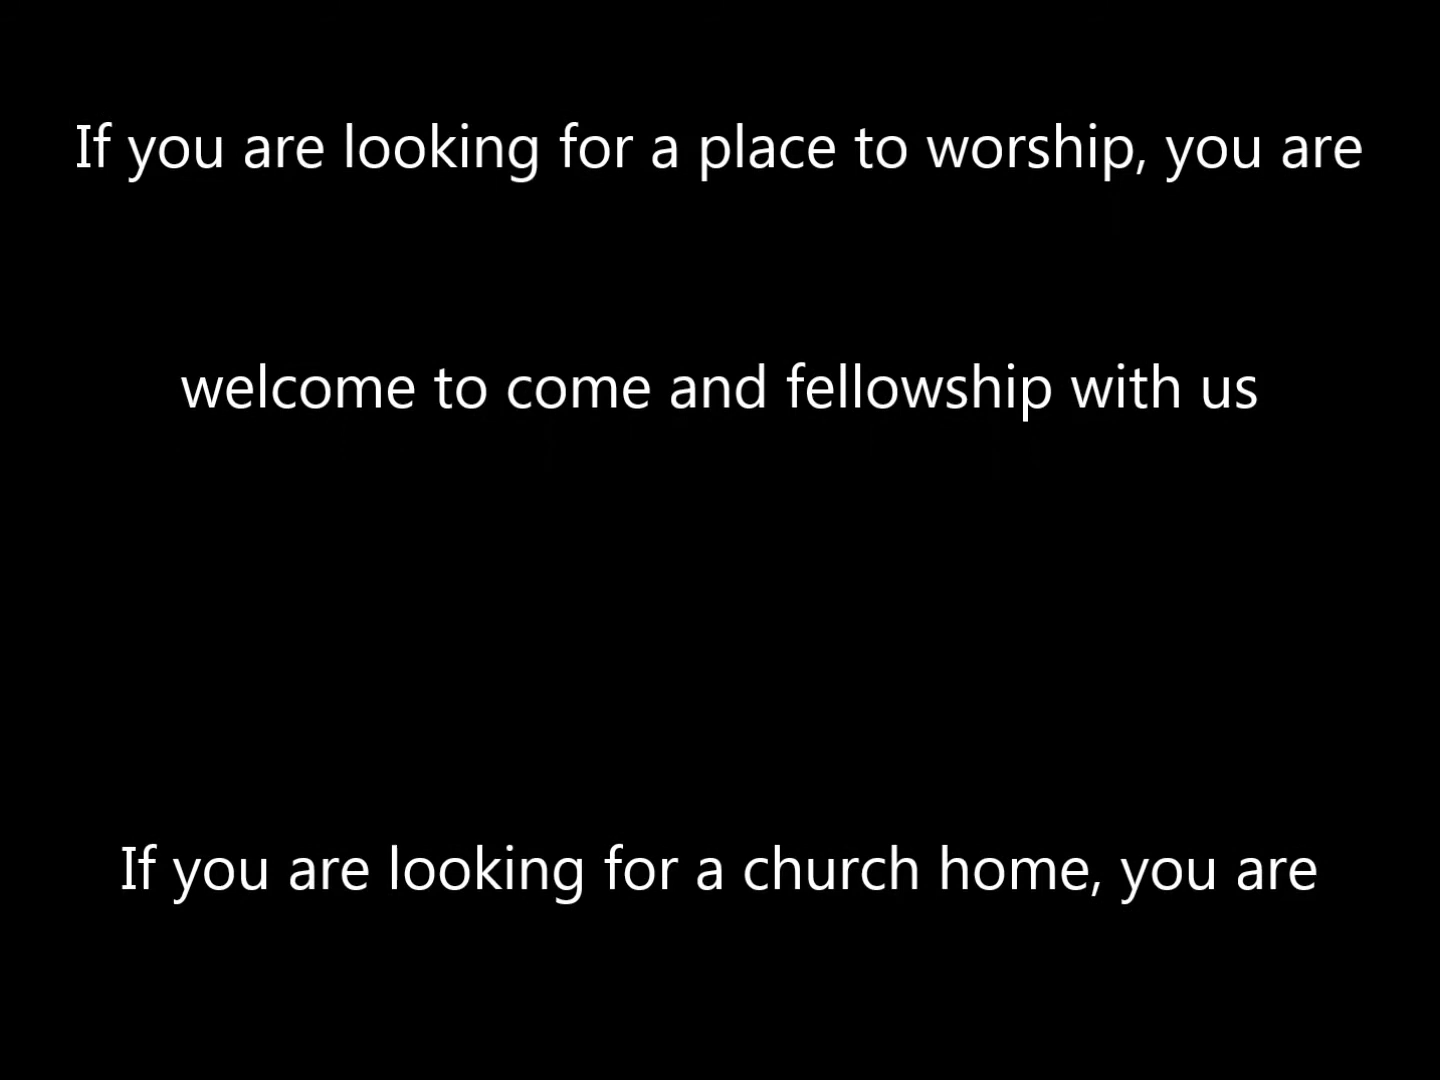 If you are looking for a place to worship, you are
welcome to come and fellowship with us
If you are looking for a church home, you are